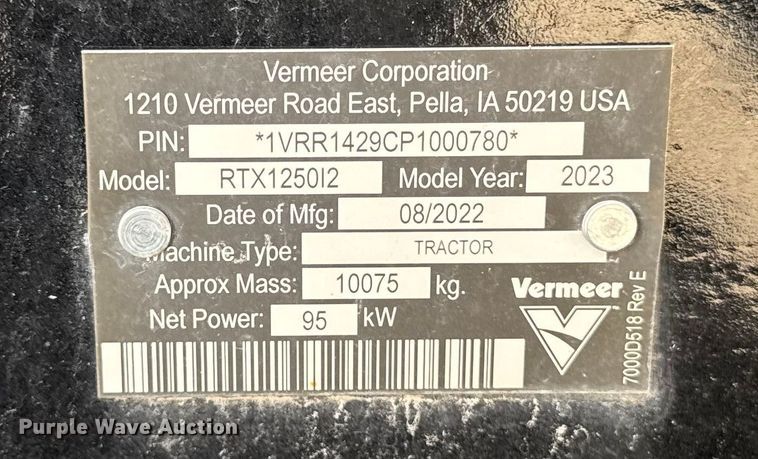 Vermeer Corporation
1210 Vermeer Road East, Pella, IA 50219 USA
PIN: *1VRR1429CP1000780*
Model: RTX1250I2 Model Year: 2023
Date of Mfg: 08/2022
Machine Type: TRACTOR
Approx Mass: 10075 kg.
Net Power: 95 kW
Vermeer
7000D518 Rev E
Purple Wave Auction